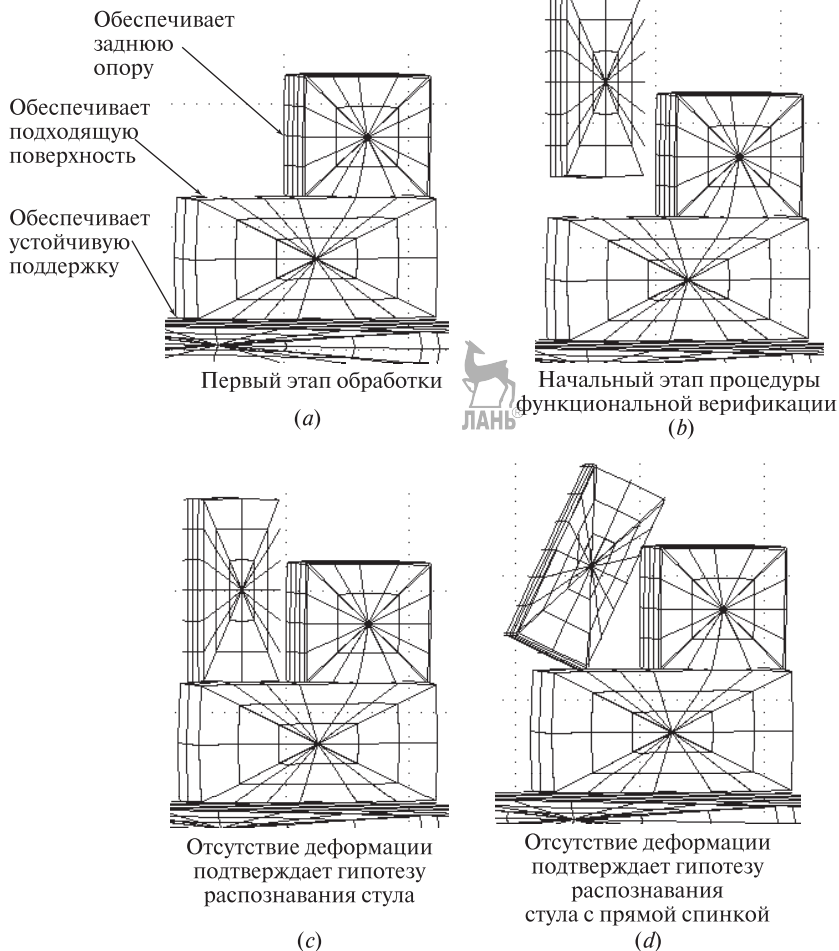 Обеспечивает
заднюю
опору
Обеспечивает
подходящую
поверхность
Обеспечивает
устойчивую
поддержку
Первый этап обработки
(a)
Начальный этап процедуры
функциональной верификации
(b)
ЛАНЬ®
Отсутствие деформации
подтверждает гипотезу
распознавания стула
(c)
Отсутствие деформации
подтверждает гипотезу
распознавания
стула с прямой спинкой
(d)